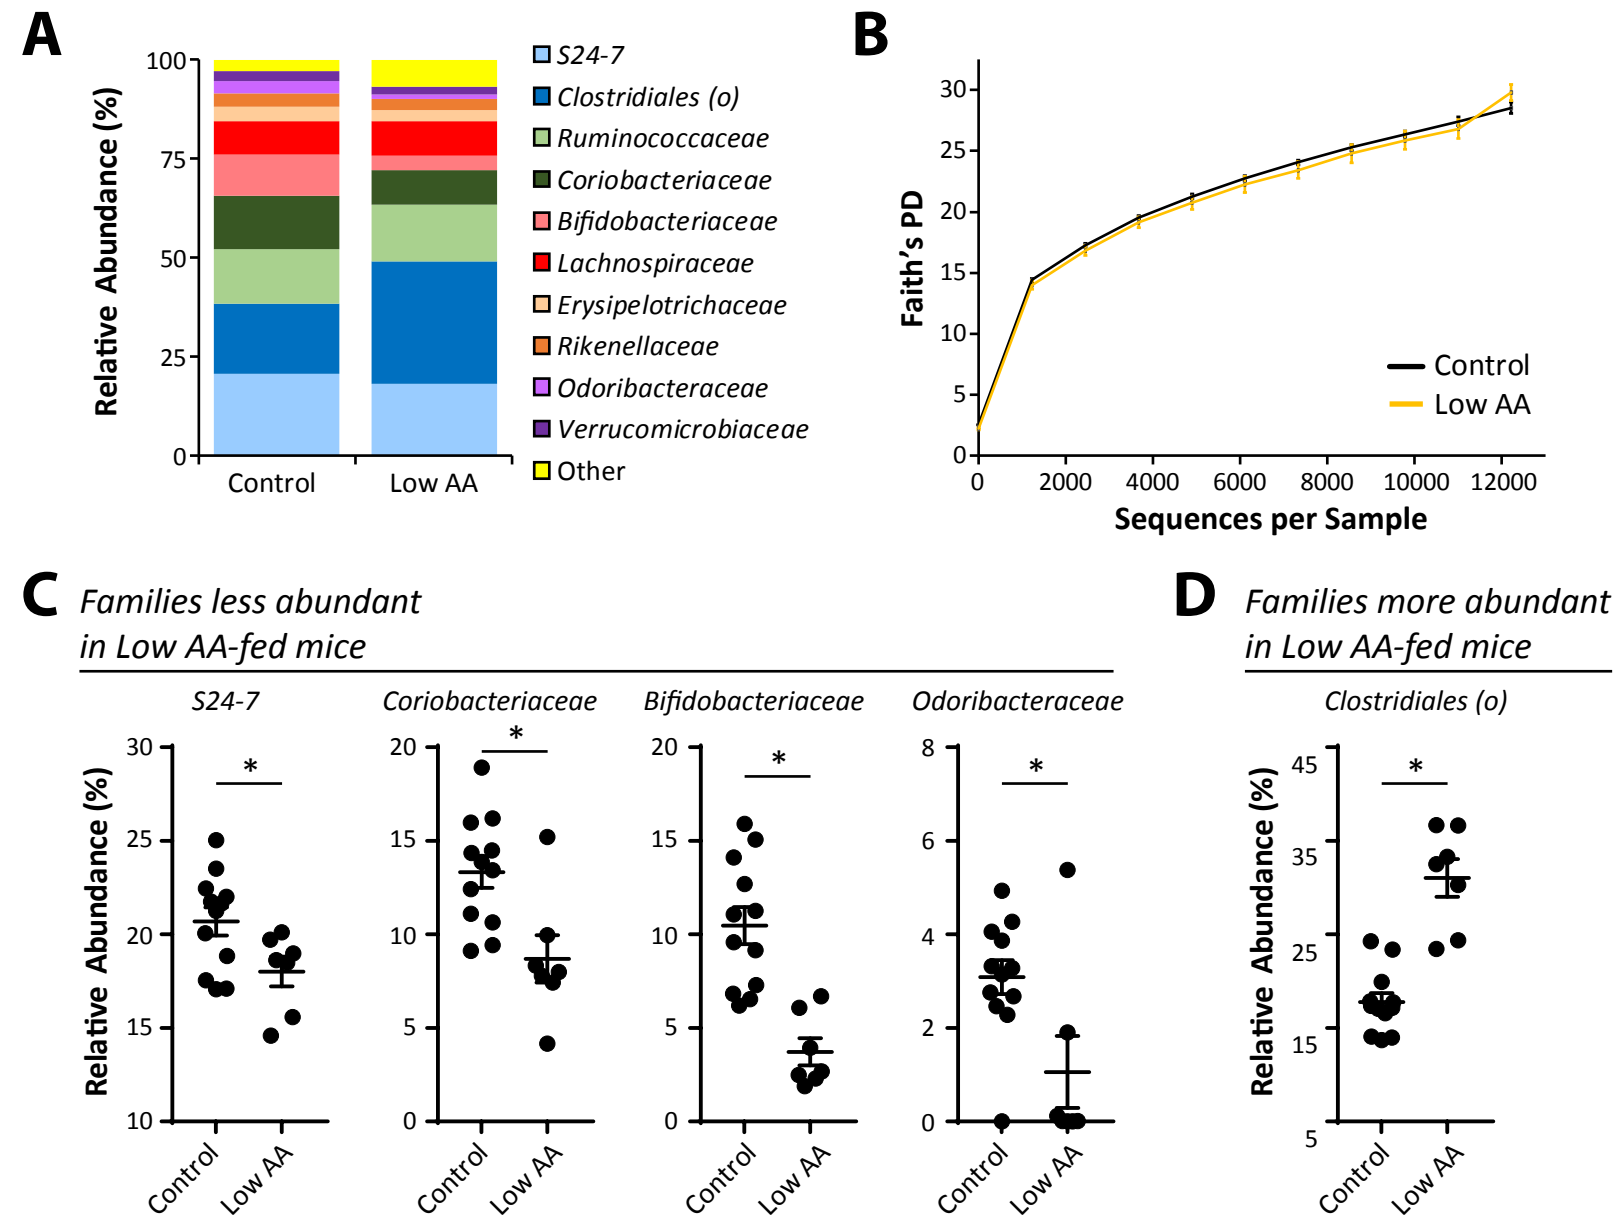 A
100
75
50
25
0
Relative Abundance (%)
Control
Low AA
S24-7
Clostridiales (o)
Ruminococcaceae
Coriobacteriaceae
Bifidobacteriaceae
Lachnospiraceae
Erysipelotrichaceae
Rikenellaceae
Odoribacteraceae
Verrucomicrobiaceae
Other
B
30
25
20
15
10
5
0
Faith's PD
0 2000 4000 6000 8000 10000 12000
Sequences per Sample
Control
Low AA
C
Families less abundant
in Low AA-fed mice
S24-7
30
25
20
15
10
Relative Abundance (%)
*
Control
Low AA
Coriobacteriaceae
20
15
10
5
0
*
Control
Low AA
Bifidobacteriaceae
20
15
10
5
0
*
Control
Low AA
Odoribacteraceae
8
6
4
2
0
*
Control
Low AA
D
Families more abundant
in Low AA-fed mice
Clostridiales (o)
45
35
25
15
5
Relative Abundance (%)
*
Control
Low AA